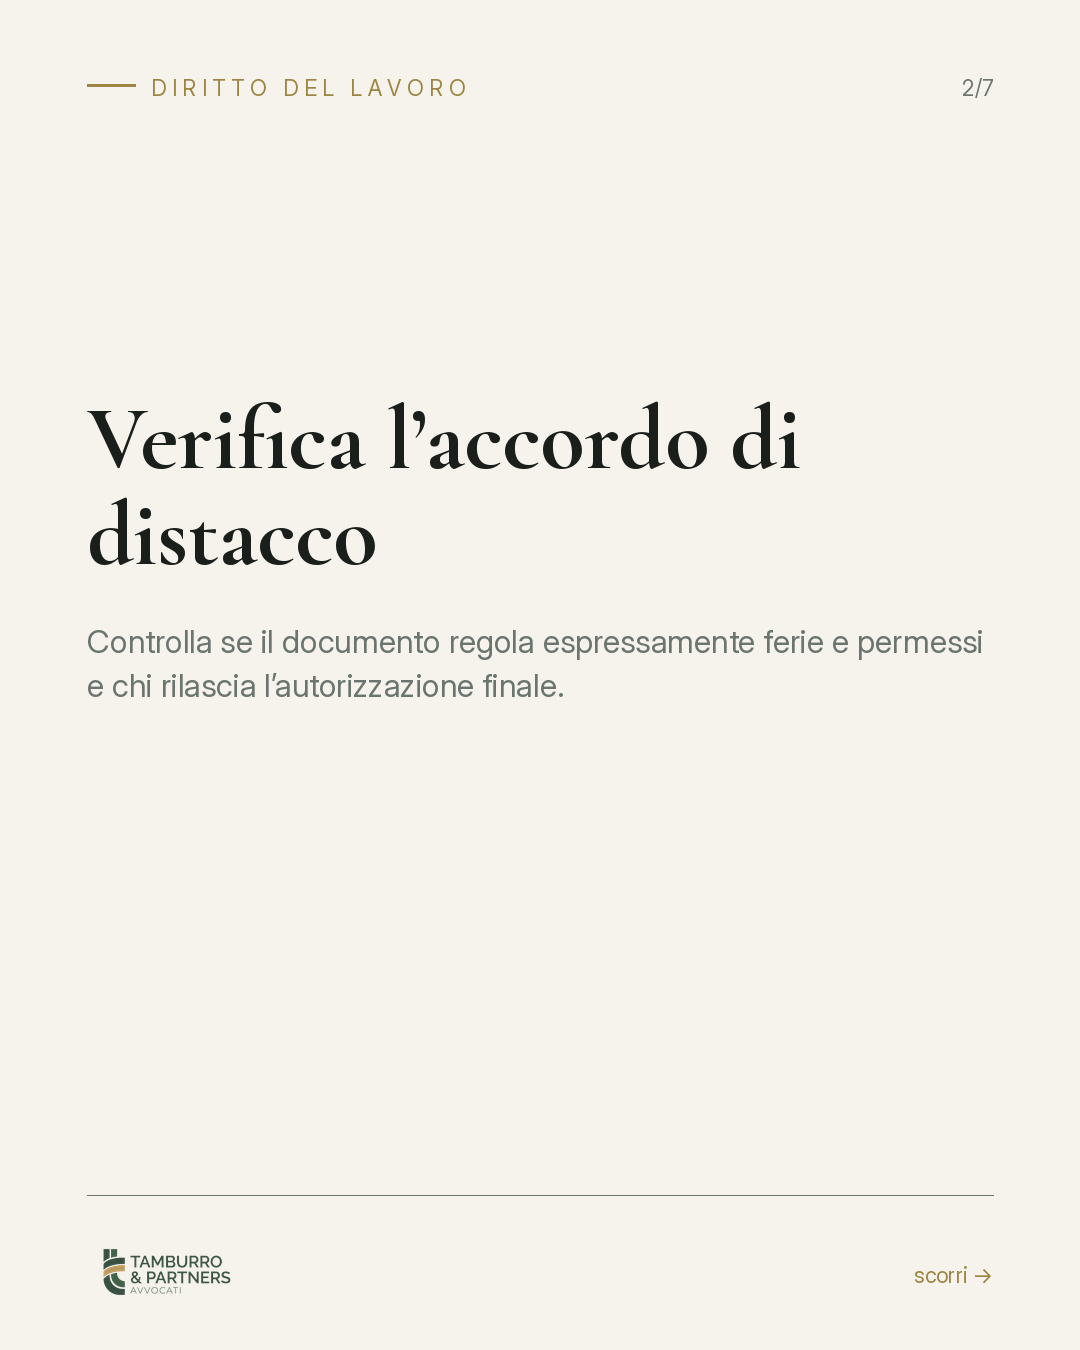 DIRITTO DEL LAVORO
2/7
Verifica l’accordo di
distacco
Controlla se il documento regola espressamente ferie e permessi
e chi rilascia l’autorizzazione finale.
TAMBURRO
& PARTNERS
AVVOCATI
scorri →